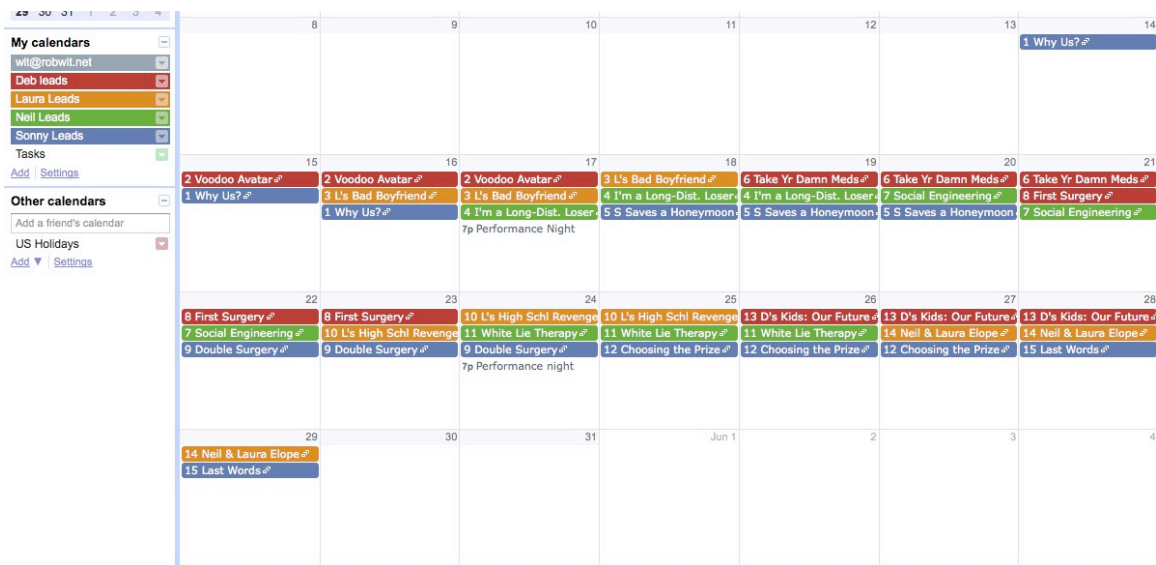 29 30 31 1 2 3 4
My calendars
wit@robwit.net
Deb leads
Laura Leads
Neil Leads
Sonny Leads
Tasks
Add Settings
Other calendars
Add a friend's calendar
US Holidays
Add ▼ Settings
8 9 10 11 12 13 14
1 Why Us?
15 16 17 18 19 20 21
2 Voodoo Avatar 2 Voodoo Avatar 2 Voodoo Avatar 3 L's Bad Boyfriend 6 Take Yr Damn Meds 6 Take Yr Damn Meds 6 Take Yr Damn Meds
1 Why Us? 3 L's Bad Boyfriend 3 L's Bad Boyfriend 4 I'm a Long-Dist. Loser 4 I'm a Long-Dist. Loser 7 Social Engineering 8 First Surgery
1 Why Us? 4 I'm a Long-Dist. Loser 5 S Saves a Honeymoon 5 S Saves a Honeymoon 5 S Saves a Honeymoon 7 Social Engineering
7p Performance Night
22 23 24 25 26 27 28
8 First Surgery 8 First Surgery 10 L's High Schl Revenge 10 L's High Schl Revenge 13 D's Kids: Our Future 13 D's Kids: Our Future 13 D's Kids: Our Future
7 Social Engineering 10 L's High Schl Revenge 11 White Lie Therapy 11 White Lie Therapy 11 White Lie Therapy 14 Neil & Laura Elope 14 Neil & Laura Elope
9 Double Surgery 9 Double Surgery 9 Double Surgery 12 Choosing the Prize 12 Choosing the Prize 12 Choosing the Prize 15 Last Words
7p Performance night
29 30 31 Jun 1 2 3 4
14 Neil & Laura Elope
15 Last Words